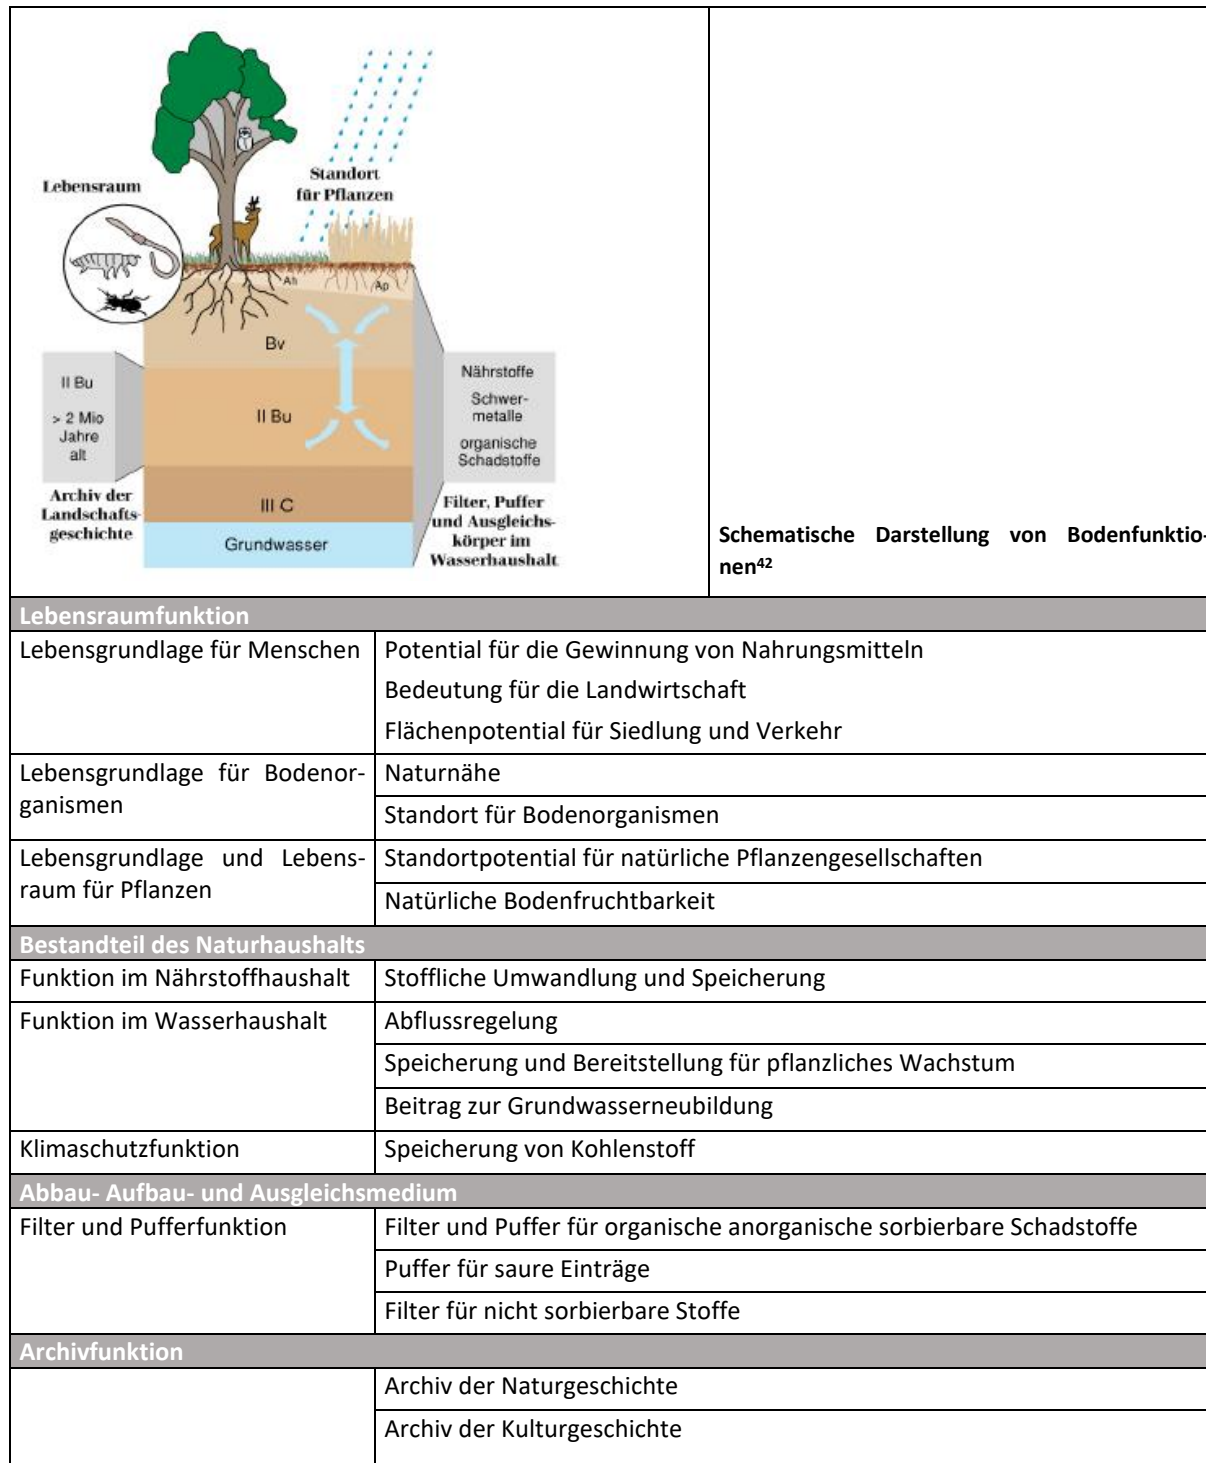 Lebensraum
Standort
für Pflanzen
Ah
Ap
Bv
II Bu
> 2 Mio
Jahre
alt
II Bu
Nährstoffe
Schwer-
metalle
organische
Schadstoffe
Archiv der
Landschafts-
geschichte
III C
Grundwasser
Filter, Puffer
und Ausgleichs-
körper im
Wasserhaushalt
Schematische Darstellung von Bodenfunktio-
nen⁴²
Lebensraumfunktion
Lebensgrundlage für Menschen
Potential für die Gewinnung von Nahrungsmitteln
Bedeutung für die Landwirtschaft
Flächenpotential für Siedlung und Verkehr
Lebensgrundlage für Bodenor-
ganismen
Naturnähe
Standort für Bodenorganismen
Lebensgrundlage und Lebens-
raum für Pflanzen
Standortpotential für natürliche Pflanzengesellschaften
Natürliche Bodenfruchtbarkeit
Bestandteil des Naturhaushalts
Funktion im Nährstoffhaushalt
Stoffliche Umwandlung und Speicherung
Funktion im Wasserhaushalt
Abflussregelung
Speicherung und Bereitstellung für pflanzliches Wachstum
Beitrag zur Grundwasserneubildung
Klimaschutzfunktion
Speicherung von Kohlenstoff
Abbau- Aufbau- und Ausgleichsmedium
Filter und Pufferfunktion
Filter und Puffer für organische anorganische sorbierbare Schadstoffe
Puffer für saure Einträge
Filter für nicht sorbierbare Stoffe
Archivfunktion
Archiv der Naturgeschichte
Archiv der Kulturgeschichte